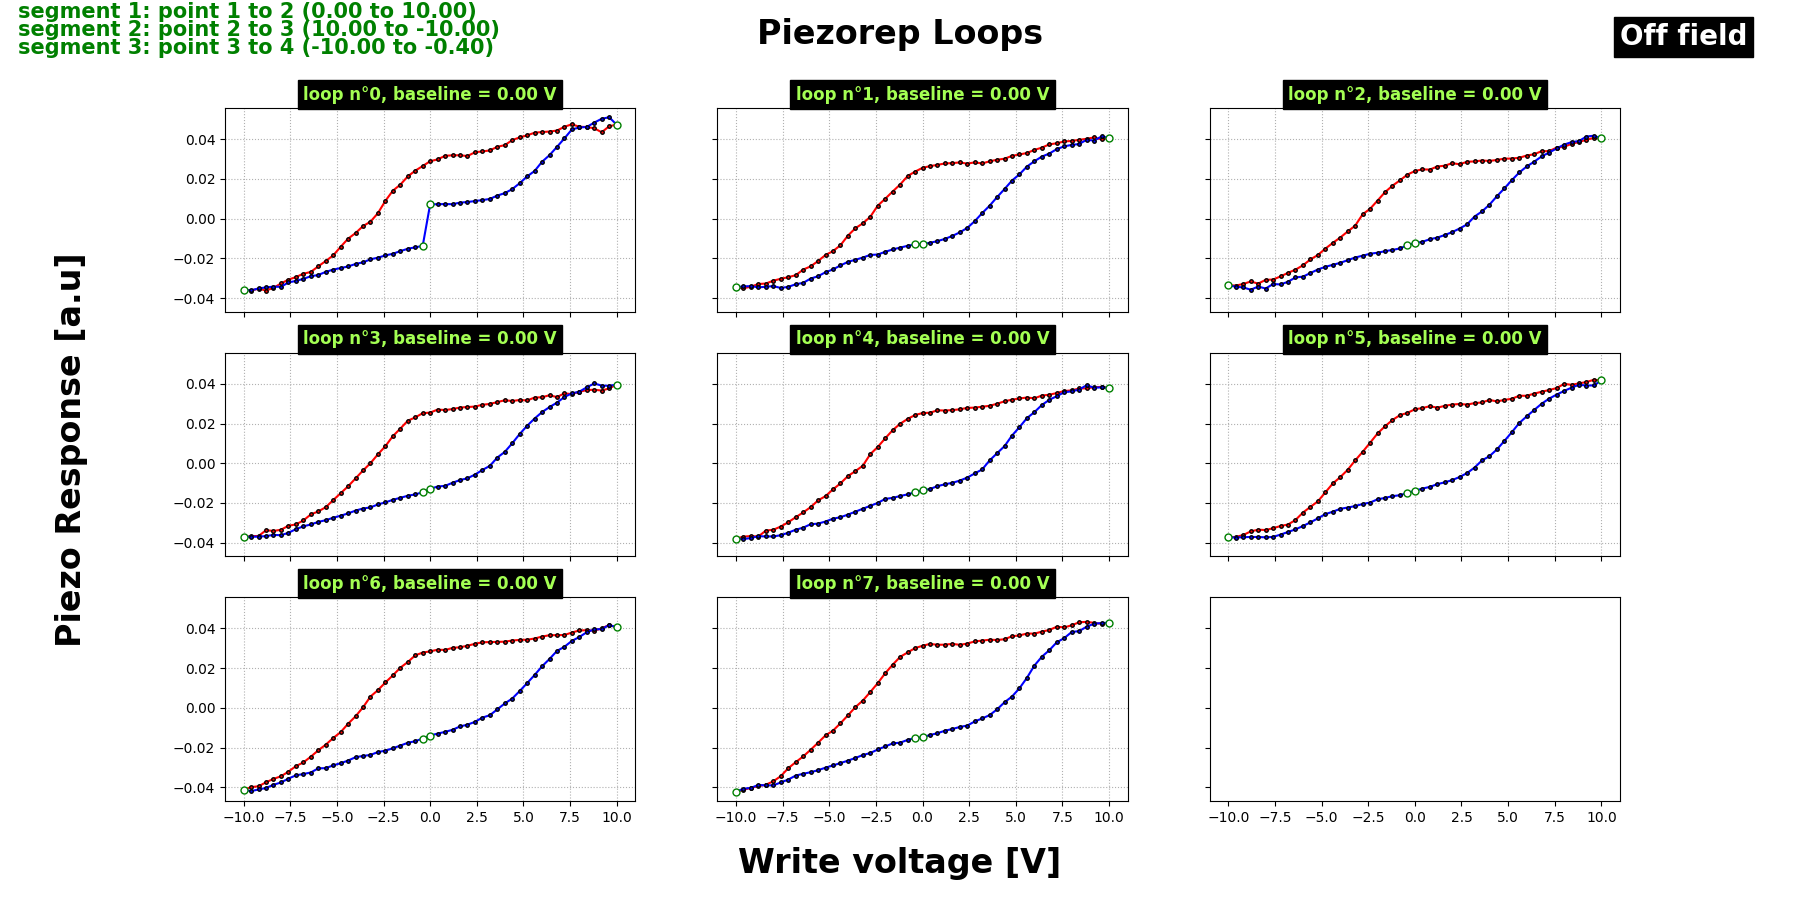 segment 1: point 1 to 2 (0.00 to 10.00)
segment 2: point 2 to 3 (10.00 to -10.00)
segment 3: point 3 to 4 (-10.00 to -0.40)
Piezorep Loops
Off field
loop n°0, baseline = 0.00 V
loop n°1, baseline = 0.00 V
loop n°2, baseline = 0.00 V
0.04
0.02
0.00
−0.02
−0.04
loop n°3, baseline = 0.00 V
loop n°4, baseline = 0.00 V
loop n°5, baseline = 0.00 V
0.04
0.02
0.00
−0.02
−0.04
loop n°6, baseline = 0.00 V
loop n°7, baseline = 0.00 V
0.04
0.02
0.00
−0.02
−0.04
−10.0 −7.5 −5.0 −2.5 0.0 2.5 5.0 7.5 10.0
−10.0 −7.5 −5.0 −2.5 0.0 2.5 5.0 7.5 10.0
−10.0 −7.5 −5.0 −2.5 0.0 2.5 5.0 7.5 10.0
Piezo Response [a.u]
Write voltage [V]